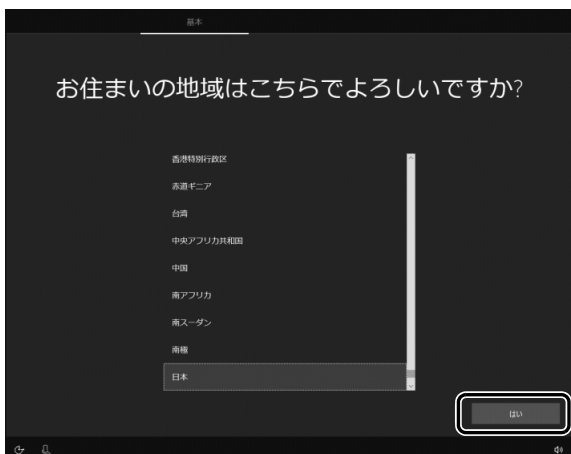 基本
お住まいの地域はこちらでよろしいですか?
香港特別行政区
赤道ギニア
台湾
中央アフリカ共和国
中国
南アフリカ
南スーダン
南極
日本
はい